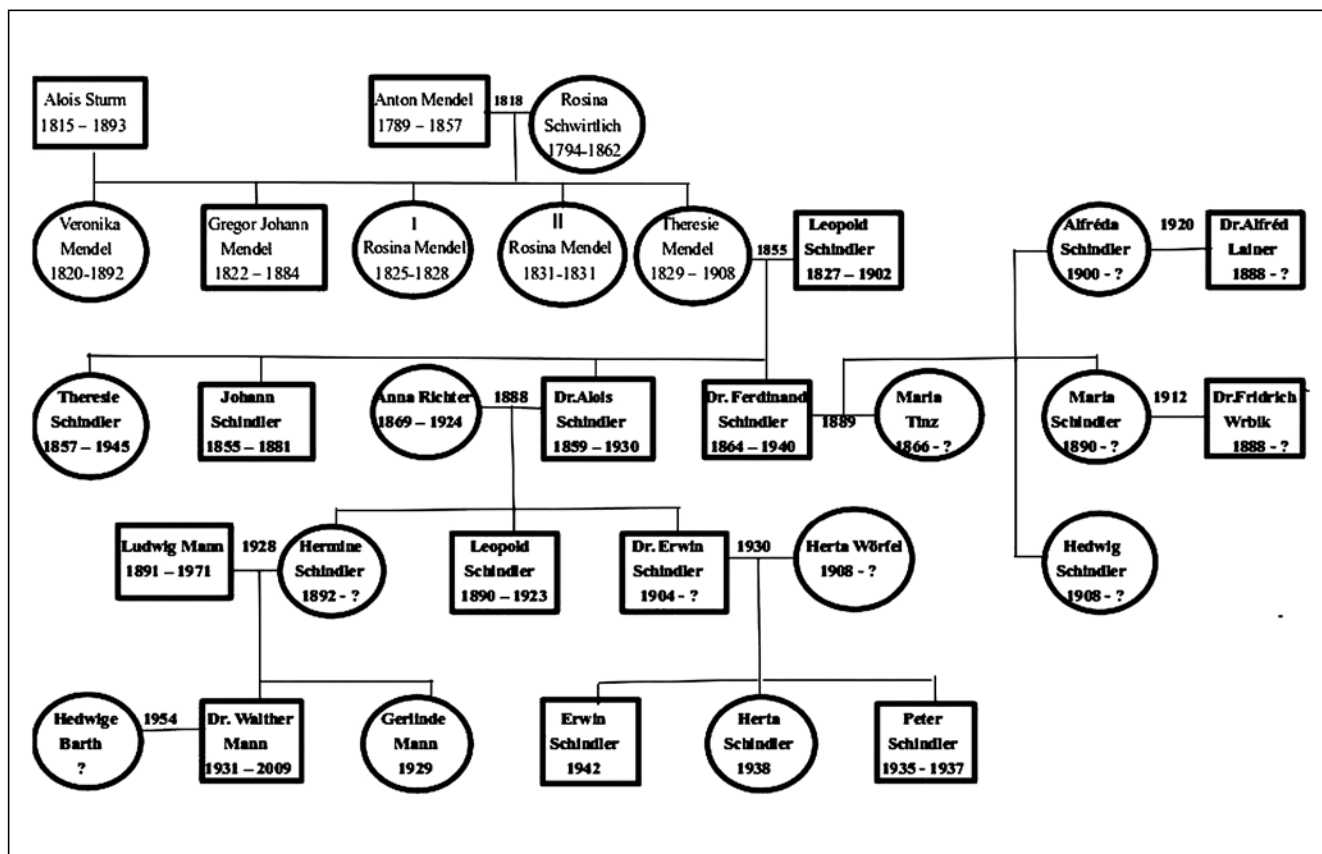 Alois Sturm
1815 – 1893
Anton Mendel
1789 – 1857
1818
Rosina
Schwirtlich
1794-1862
Veronika
Mendel
1820-1892
Gregor Johann
Mendel
1822 – 1884
I
Rosina Mendel
1825-1828
II
Rosina Mendel
1831-1831
Theresie
Mendel
1829 – 1908
1855
Leopold
Schindler
1827 – 1902
Alfréda
Schindler
1900 - ?
1920
Dr.Alfréd
Lainer
1888 - ?
Theresie
Schindler
1857 – 1945
Johann
Schindler
1855 – 1881
Anna Richter
1869 – 1924
1888
Dr.Alois
Schindler
1859 – 1930
Dr. Ferdinand
Schindler
1864 – 1940
1889
Maria
Tinz
1866 - ?
Maria
Schindler
1890 - ?
1912
Dr.Fridrich
Wrbik
1888 - ?
Ludwig Mann
1891 – 1971
1928
Hermine
Schindler
1892 - ?
Leopold
Schindler
1890 – 1923
Dr. Erwin
Schindler
1904 - ?
1930
Herta Wörfel
1908 - ?
Hedwig
Schindler
1908 - ?
Hedwige
Barth
?
1954
Dr. Walther
Mann
1931 – 2009
Gerlinde
Mann
1929
Erwin
Schindler
1942
Herta
Schindler
1938
Peter
Schindler
1935 - 1937